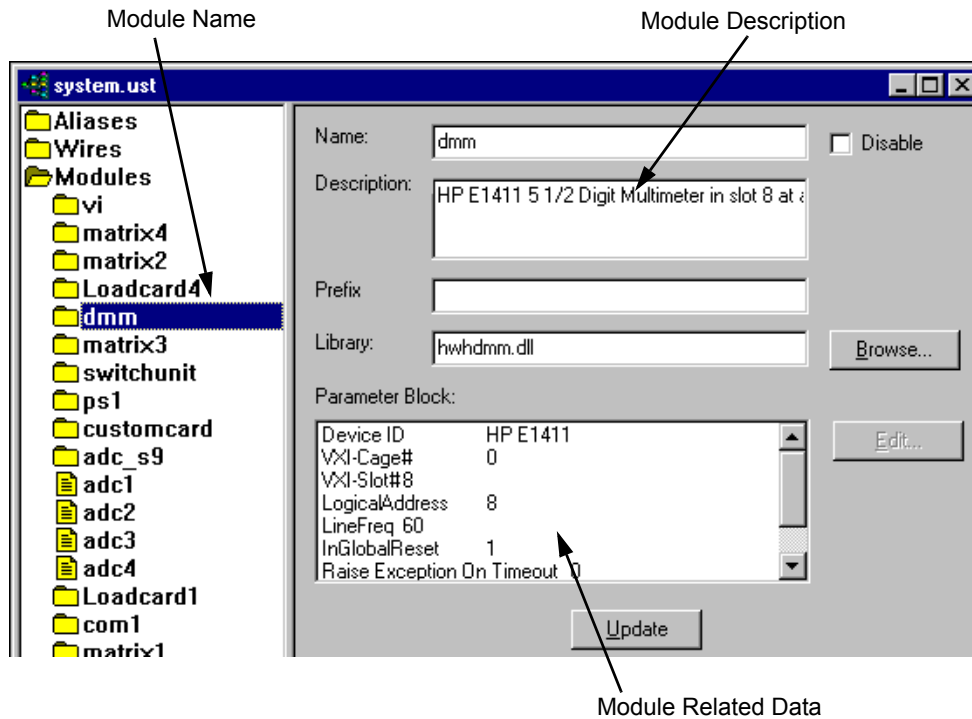 Module Name
Module Description
system.ust
Aliases
Wires
Modules
vi
matrix4
matrix2
Loadcard4
dmm
matrix3
switchunit
ps1
customcard
adc_s9
adc1
adc2
adc3
adc4
Loadcard1
com1
matrix1
Name:
dmm
Disable
Description:
HP E1411 5 1/2 Digit Multimeter in slot 8 at a
Prefix
Library:
hwhdmm.dll
Browse...
Parameter Block:
Device ID HP E1411
VXI-Cage# 0
VXI-Slot#8
LogicalAddress 8
LineFreq 60
InGlobalReset 1
Raise Exception On Timeout 0
Edit...
Update
Module Related Data